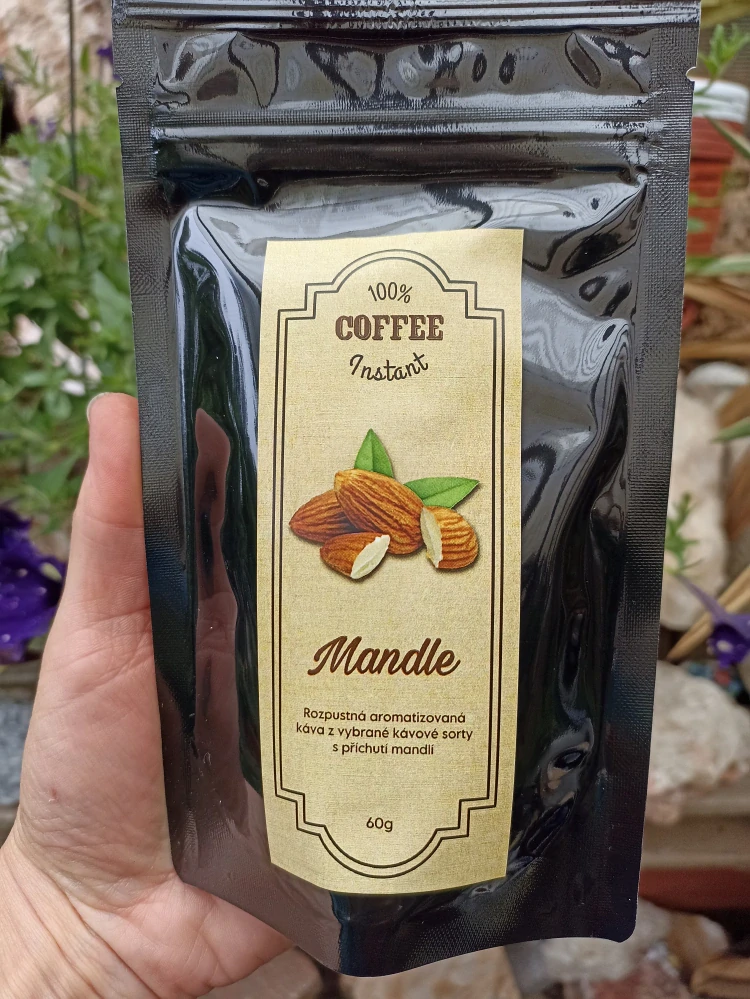 100%
COFFEE
Instant
Mandle
Rozpustná aromatizovaná
káva z vybrané kávové sorty
s příchutí mandlí
60g